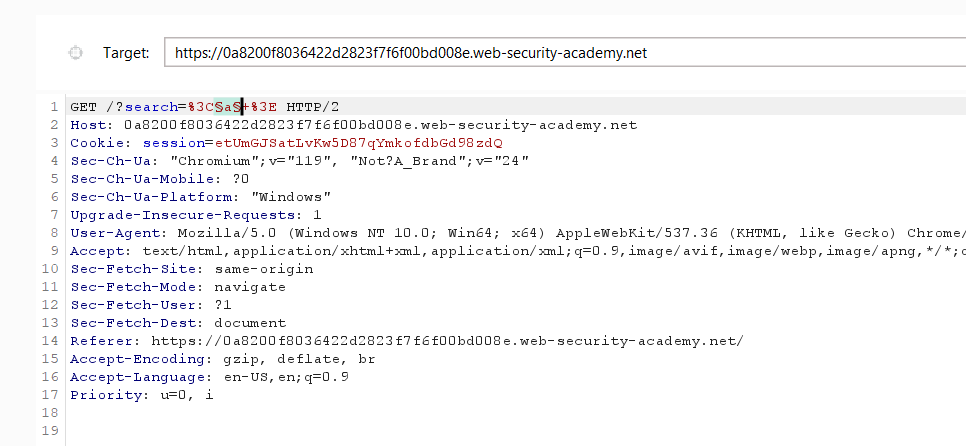 Target: https://0a8200f8036422d2823f7f6f00bd008e.web-security-academy.net
1 GET /?search=%3C§a§+%3E HTTP/2
2 Host: 0a8200f8036422d2823f7f6f00bd008e.web-security-academy.net
3 Cookie: session=etUmGJSatLvKw5D87qYmkofdbGd98zdQ
4 Sec-Ch-Ua: "Chromium";v="119", "Not?A_Brand";v="24"
5 Sec-Ch-Ua-Mobile: ?0
6 Sec-Ch-Ua-Platform: "Windows"
7 Upgrade-Insecure-Requests: 1
8 User-Agent: Mozilla/5.0 (Windows NT 10.0; Win64; x64) AppleWebKit/537.36 (KHTML, like Gecko) Chrome/
9 Accept: text/html,application/xhtml+xml,application/xml;q=0.9,image/avif,image/webp,image/apng,*/*;
10 Sec-Fetch-Site: same-origin
11 Sec-Fetch-Mode: navigate
12 Sec-Fetch-User: ?1
13 Sec-Fetch-Dest: document
14 Referer: https://0a8200f8036422d2823f7f6f00bd008e.web-security-academy.net/
15 Accept-Encoding: gzip, deflate, br
16 Accept-Language: en-US,en;q=0.9
17 Priority: u=0, i
18
19